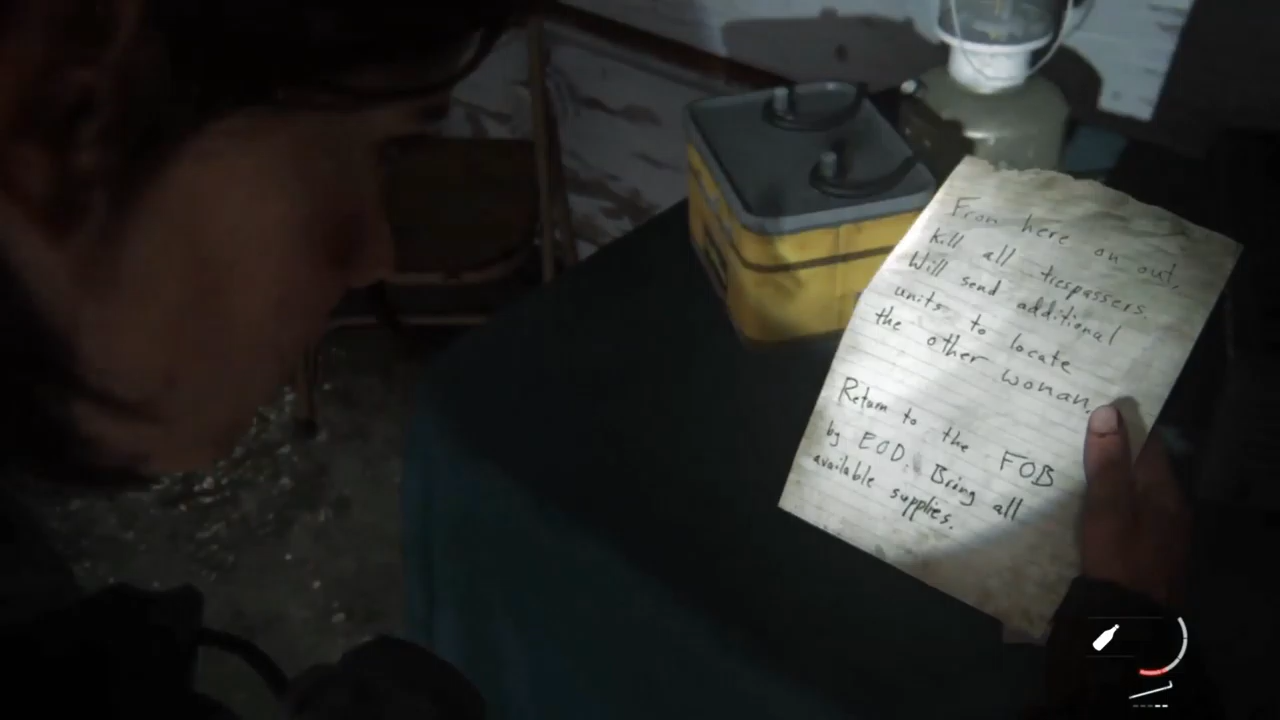 From here on out,
Kill all trespassers.
Will send additional
units to locate
the other woman.
Return to the FOB
by EOD. Bring all
available supplies.